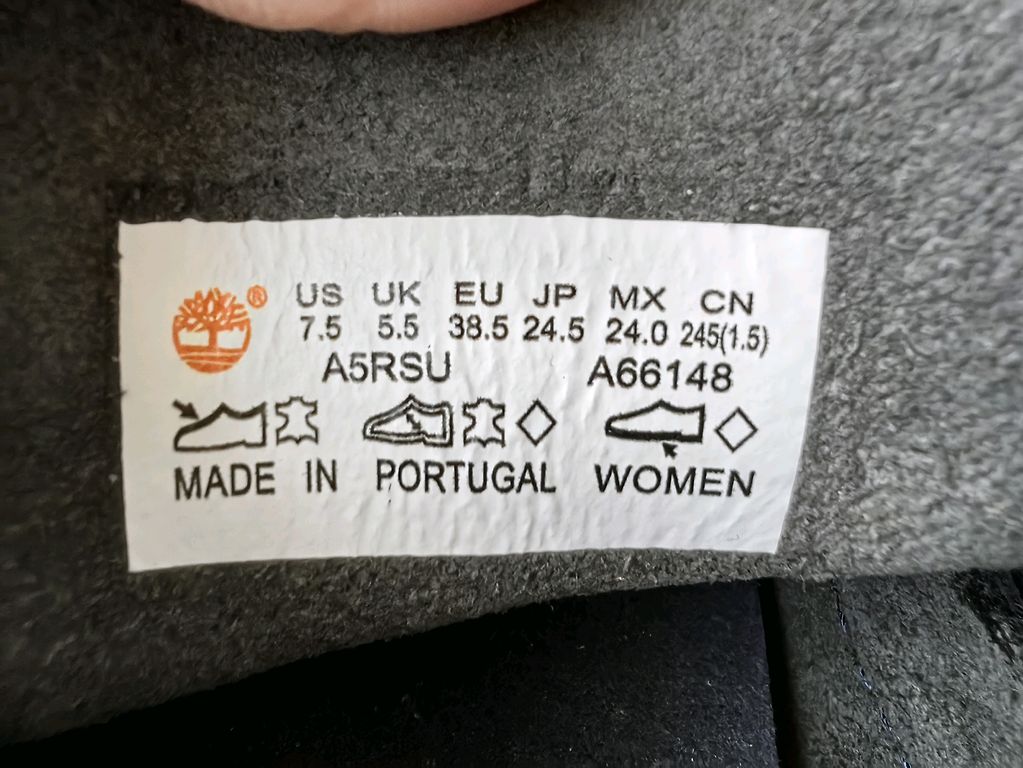 ® US UK EU JP MX CN
7.5 5.5 38.5 24.5 24.0 245(1.5)
A5RSU A66148
MADE IN PORTUGAL WOMEN